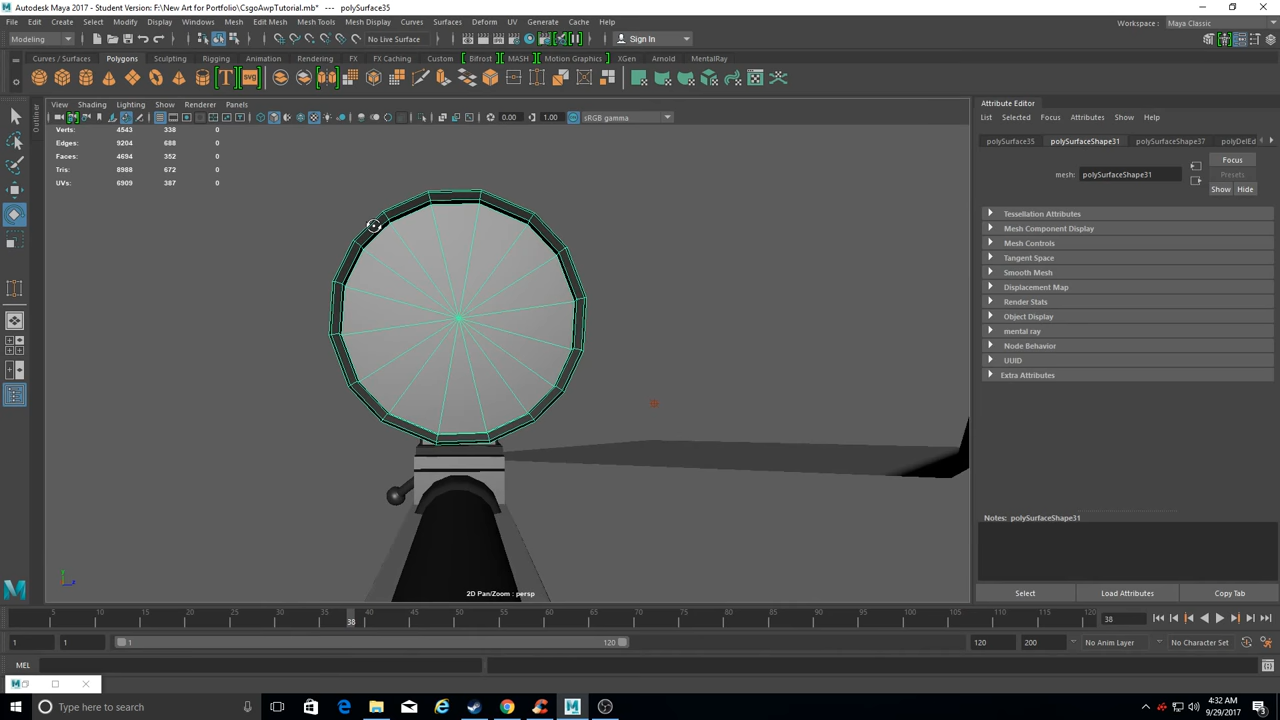 Autodesk Maya 2017 - Student Version: F:\New Art for Portfolio\CsgoAwpTutorial.mb*   ---   polySurface35
File Edit Create Select Modify Display Windows Mesh Edit Mesh Mesh Tools Mesh Display Curves Surfaces Deform UV Generate Cache Help
Workspace : Maya Classic
Modeling No Live Surface Sign In
Curves / Surfaces Polygons Sculpting Rigging Animation Rendering FX FX Caching Custom Bifrost MASH Motion Graphics XGen Arnold MentalRay
T svg
View Shading Lighting Show Renderer Panels
0.00 1.00 sRGB gamma
Verts: 4543 338 0
Edges: 9204 688 0
Faces: 4694 352 0
Tris: 8988 672 0
UVs: 6909 387 0
2D Pan/Zoom : persp
Outliner
Attribute Editor
List Selected Focus Attributes Show Help
polySurface35 polySurfaceShape31 polySurfaceShape37 polyDelEd
mesh: polySurfaceShape31
Focus
Presets
Show Hide
Tessellation Attributes
Mesh Component Display
Mesh Controls
Tangent Space
Smooth Mesh
Displacement Map
Render Stats
Object Display
mental ray
Node Behavior
UUID
Extra Attributes
Notes: polySurfaceShape31
Select Load Attributes Copy Tab
5 10 15 20 25 30 35 40 45 50 55 60 65 70 75 80 85 90 95 100 105 110 115 120
38 38
1 1 1 120 120 200 No Anim Layer No Character Set
MEL
Type here to search
4:32 AM
9/29/2017